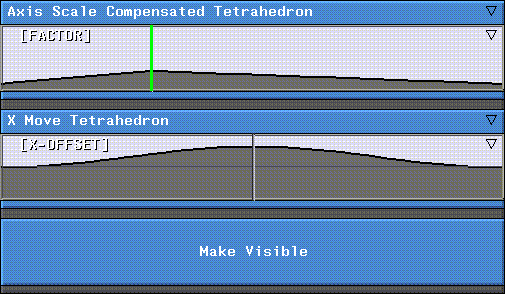 Axis Scale Compensated Tetrahedron
[FACTOR]
X Move Tetrahedron
[X-OFFSET]
Make Visible